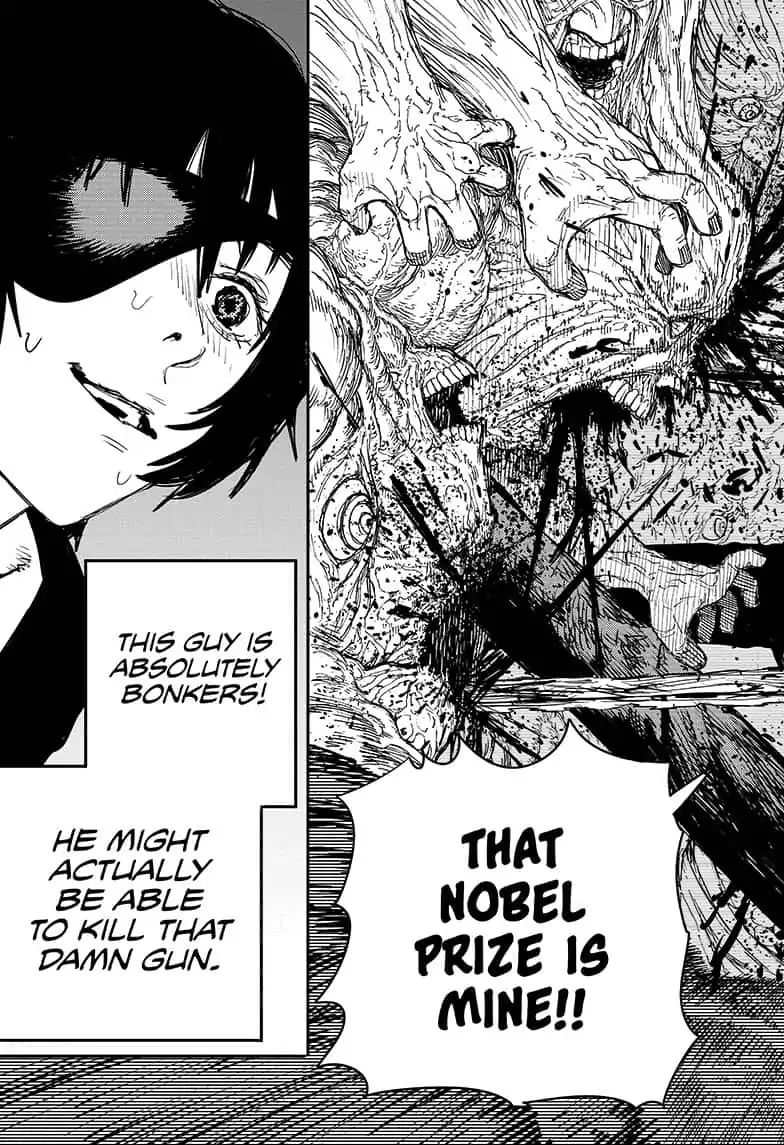 THIS GUY IS
ABSOLUTELY
BONKERS!
HE MIGHT
ACTUALLY
BE ABLE
TO KILL THAT
DAMN GUN.
THAT
NOBEL
PRIZE IS
MINE!!